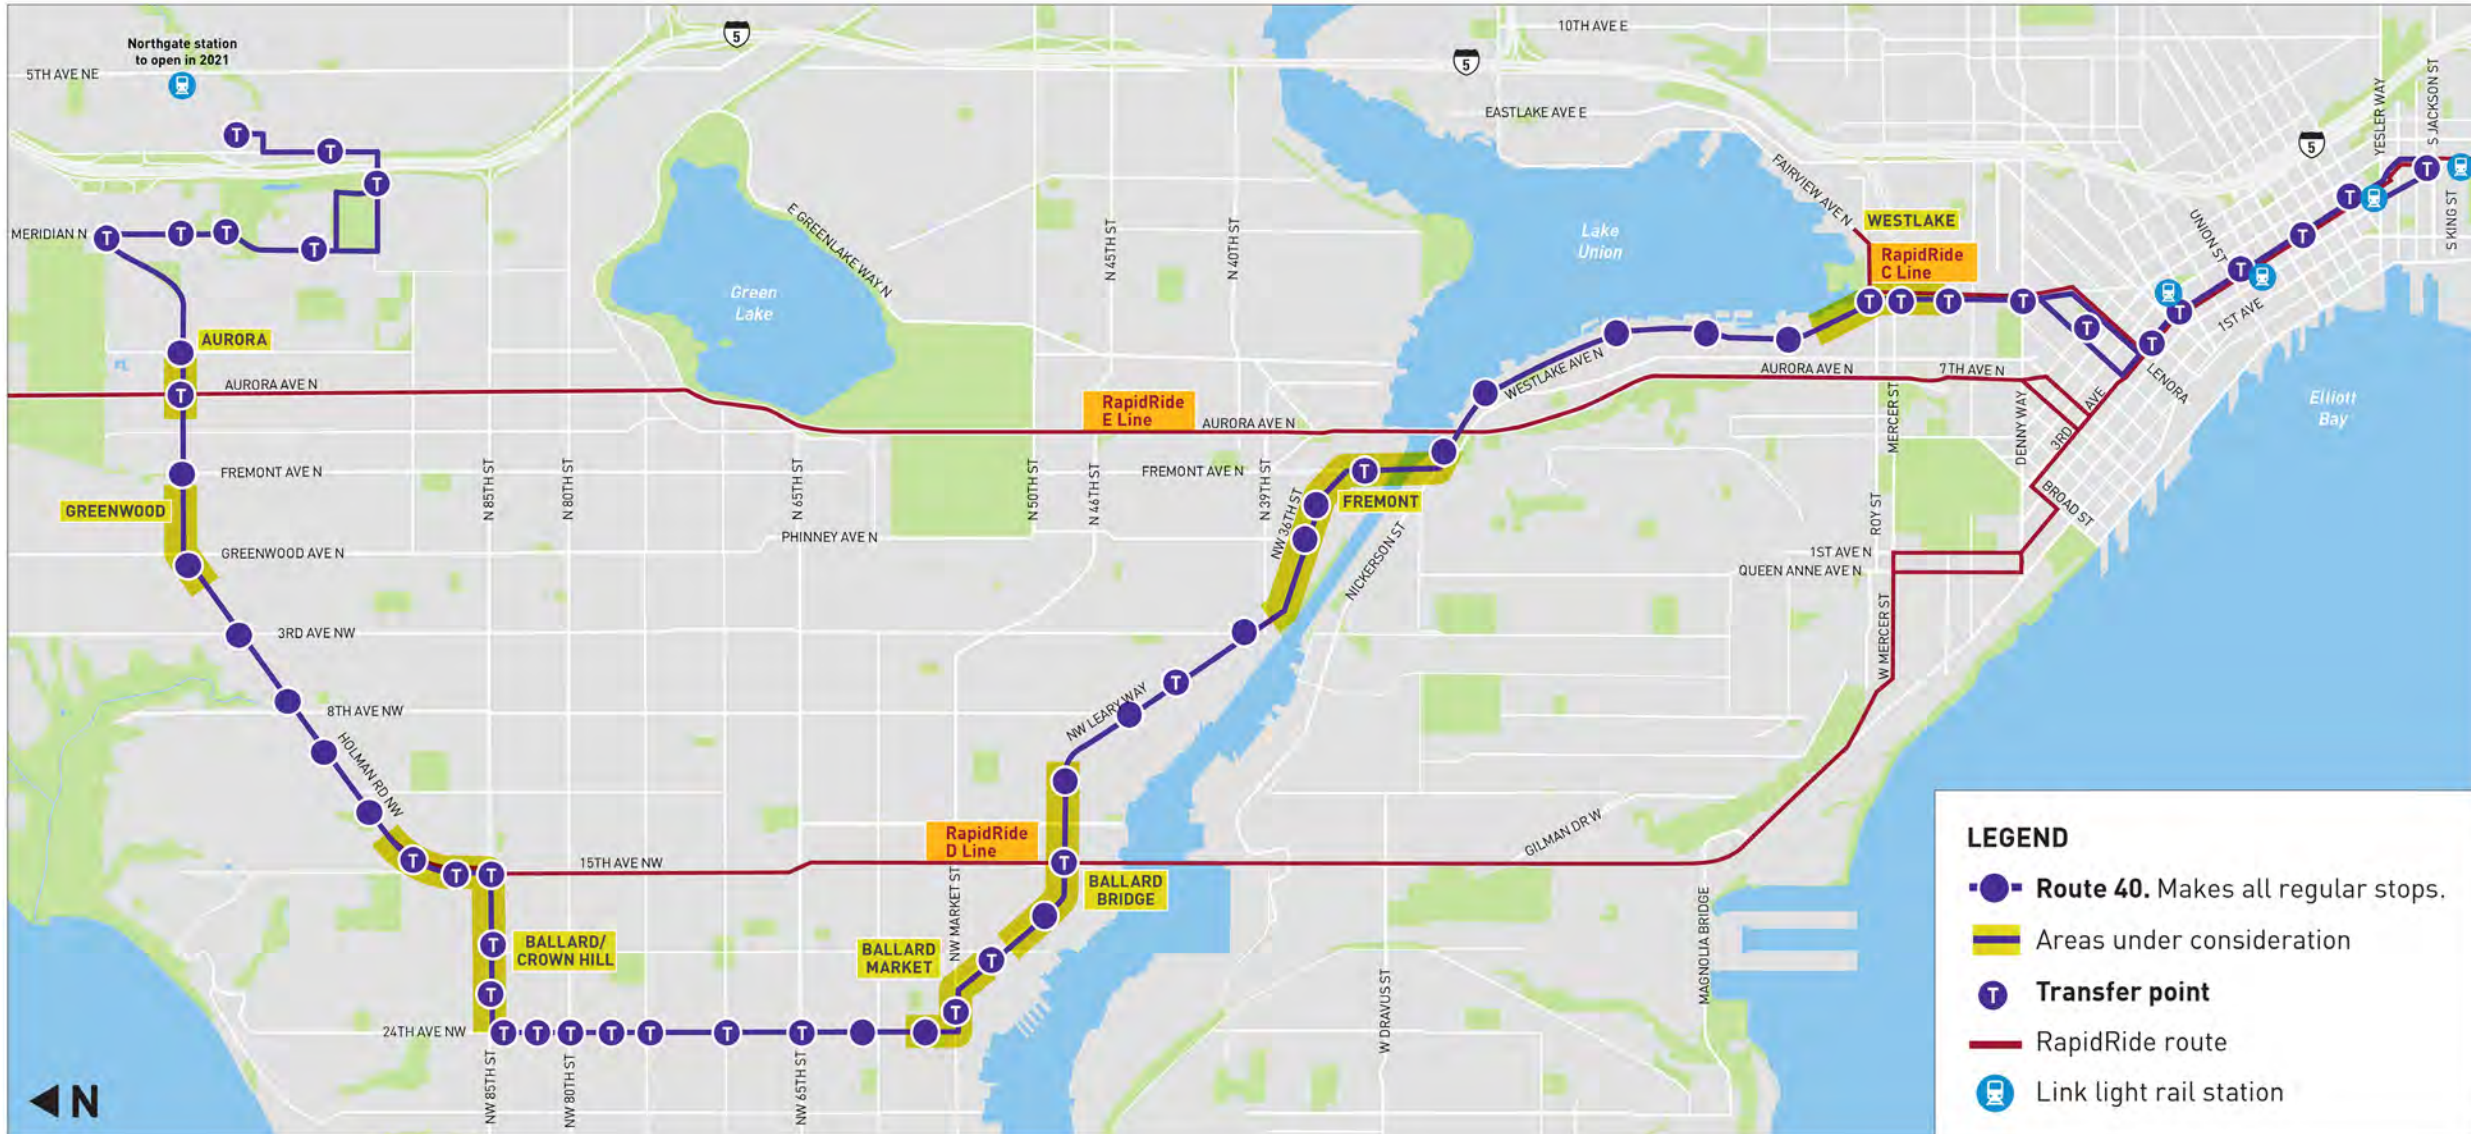 Northgate station
to open in 2021
5TH AVE NE
5
5
10TH AVE E
EASTLAKE AVE E
YESLER WAY
S JACKSON ST
5
S KING ST
T
T
T
MERIDIAN N
T
T
T
T
E GREENLAKE WAY N
N 45TH ST
N 40TH ST
Lake
Union
FAIRVIEW AVE N
WESTLAKE
RapidRide
C Line
UNION ST
T
T
T
T
T
T
T
T
T
T
T
T
1ST AVE
Green
Lake
AURORA
T
AURORA AVE N
RapidRide
E Line
AURORA AVE N
WESTLAKE AVE N
AURORA AVE N
7TH AVE N
MERCER ST
DENNY WAY
3RD
AVE
LENORA
Elliott
Bay
FREMONT AVE N
GREENWOOD
GREENWOOD AVE N
N 85TH ST
N 80TH ST
N 65TH ST
PHINNEY AVE N
N 50TH ST
N 46TH ST
FREMONT AVE N
N 39TH ST
NW 36TH ST
T
FREMONT
NICKERSON ST
ROY ST
BROAD ST
1ST AVE N
QUEEN ANNE AVE N
W MERCER ST
3RD AVE NW
8TH AVE NW
HOLMAN RD NW
NW LEARY WAY
T
T
T
T
15TH AVE NW
RapidRide
D Line
T
GILMAN DR W
BALLARD
BRIDGE
NW MARKET ST
MAGNOLIA BRIDGE
T
T
BALLARD/
CROWN HILL
BALLARD
MARKET
T
T
24TH AVE NW
T
T
T
T
T
T
T
W DRAVUS ST
NW 85TH ST
NW 80TH ST
NW 65TH ST
N
LEGEND
Route 40. Makes all regular stops.
Areas under consideration
T Transfer point
RapidRide route
Link light rail station